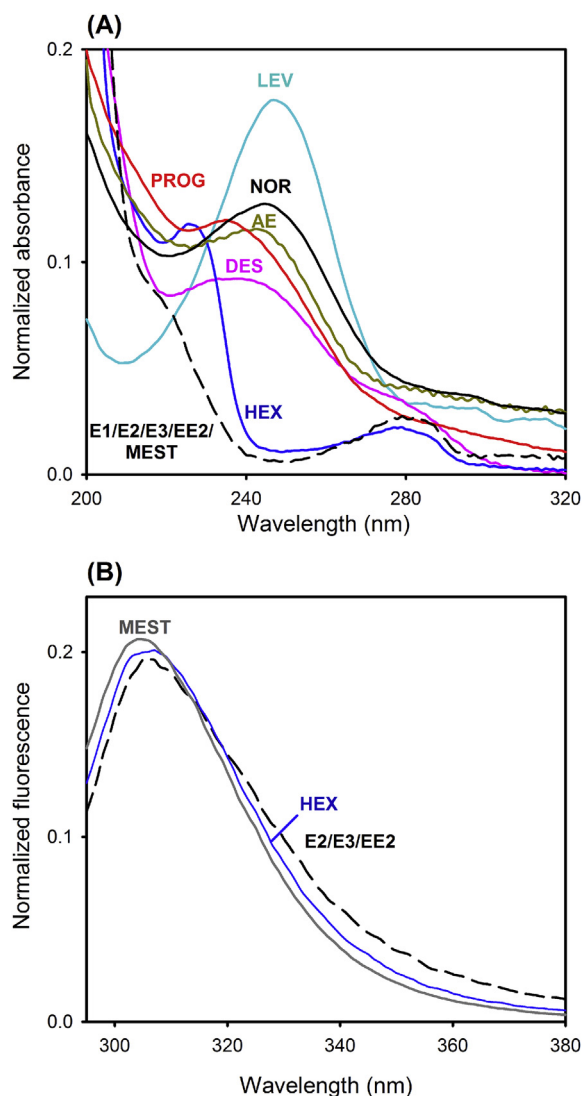 (A)
0.2
LEV
PROG
NOR
AE
0.1
DES
HEX
E1/E2/E3/EE2/
MEST
0.0
200 240 280 320
Normalized absorbance
Wavelength (nm)
(B)
MEST
0.2
HEX
0.1
E2/E3/EE2
0.0
300 320 340 360 380
Normalized fluorescence
Wavelength (nm)